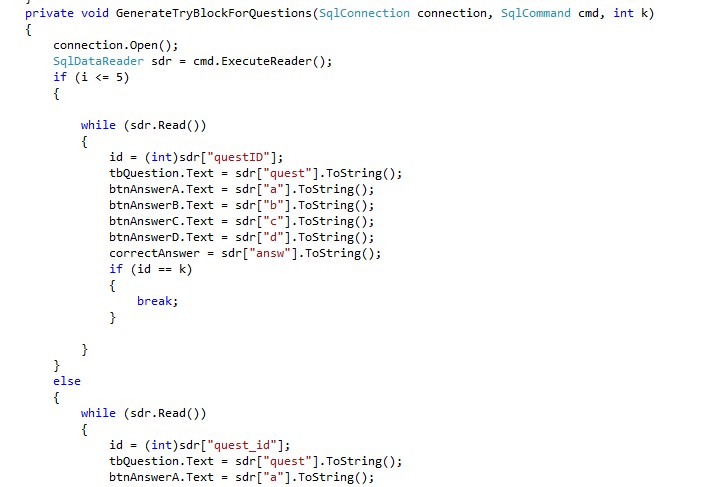 private void GenerateTryBlockForQuestions(SqlConnection connection, SqlCommand cmd, int k)
{
    connection.Open();
    SqlDataReader sdr = cmd.ExecuteReader();
    if (i <= 5)
    {

        while (sdr.Read())
        {
            id = (int)sdr["questID"];
            tbQuestion.Text = sdr["quest"].ToString();
            btnAnswerA.Text = sdr["a"].ToString();
            btnAnswerB.Text = sdr["b"].ToString();
            btnAnswerC.Text = sdr["c"].ToString();
            btnAnswerD.Text = sdr["d"].ToString();
            correctAnswer = sdr["answ"].ToString();
            if (id == k)
            {
                break;
            }

        }
    }
    else
    {
        while (sdr.Read())
        {
            id = (int)sdr["quest_id"];
            tbQuestion.Text = sdr["quest"].ToString();
            btnAnswerA.Text = sdr["a"].ToString();